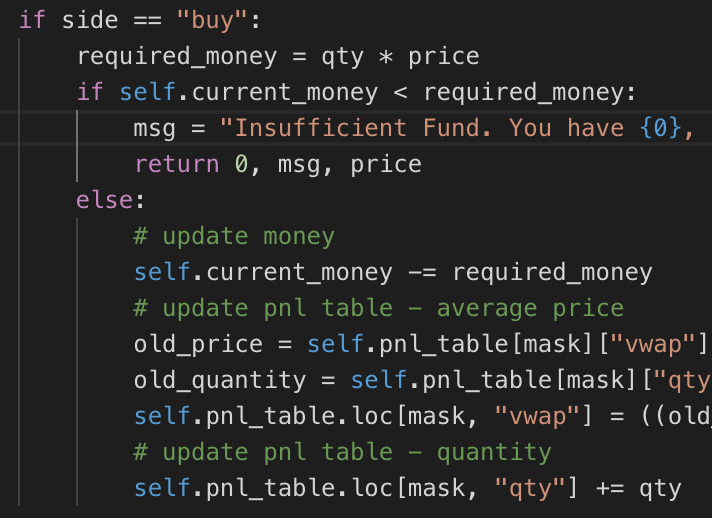 if side == "buy":
    required_money = qty * price
    if self.current_money < required_money:
        msg = "Insufficient Fund. You have {0},
        return 0, msg, price
    else:
        # update money
        self.current_money -= required_money
        # update pnl table - average price
        old_price = self.pnl_table[mask]["vwap"]
        old_quantity = self.pnl_table[mask]["qty
        self.pnl_table.loc[mask, "vwap"] = ((old_
        # update pnl table - quantity
        self.pnl_table.loc[mask, "qty"] += qty